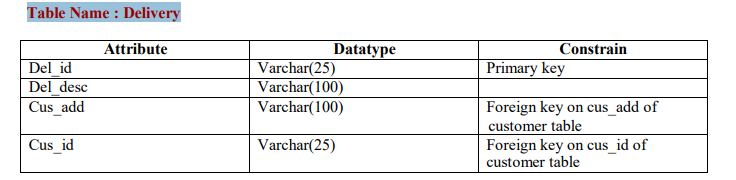 Table Name : Delivery
Attribute Datatype Constrain
Del_id Varchar(25) Primary key
Del_desc Varchar(100)
Cus_add Varchar(100) Foreign key on cus_add of
customer table
Cus_id Varchar(25) Foreign key on cus_id of
customer table